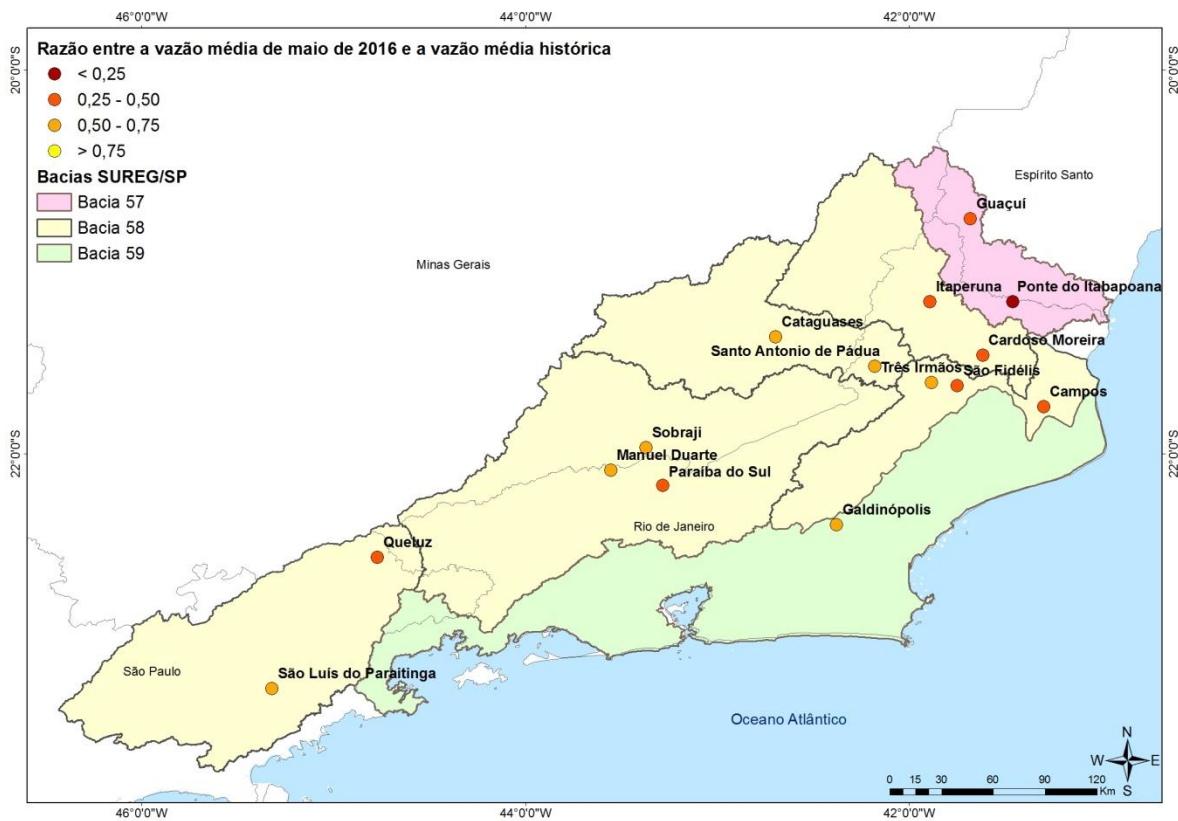 46°0'0"W 44°0'0"W 42°0'0"W
Razão entre a vazão média de maio de 2016 e a vazão média histórica
< 0,25
0,25 - 0,50
0,50 - 0,75
> 0,75
Bacias SUREG/SP
Bacia 57
Bacia 58
Bacia 59
20°0'0"S 20°0'0"S
Espírito Santo
Guaçuí
Minas Gerais
Itaperuna Ponte do Itabapoana
Cataguases
Cardoso Moreira
Santo Antonio de Pádua
Três Irmãos São Fidélis
Campos
Sobraji
22°0'0"S 22°0'0"S
Manuel Duarte
Paraíba do Sul
Galdinópolis
Rio de Janeiro
Queluz
São Paulo
São Luís do Paraitinga
Oceano Atlântico
N
W E
S
0 15 30 60 90 120
Km
46°0'0"W 44°0'0"W 42°0'0"W